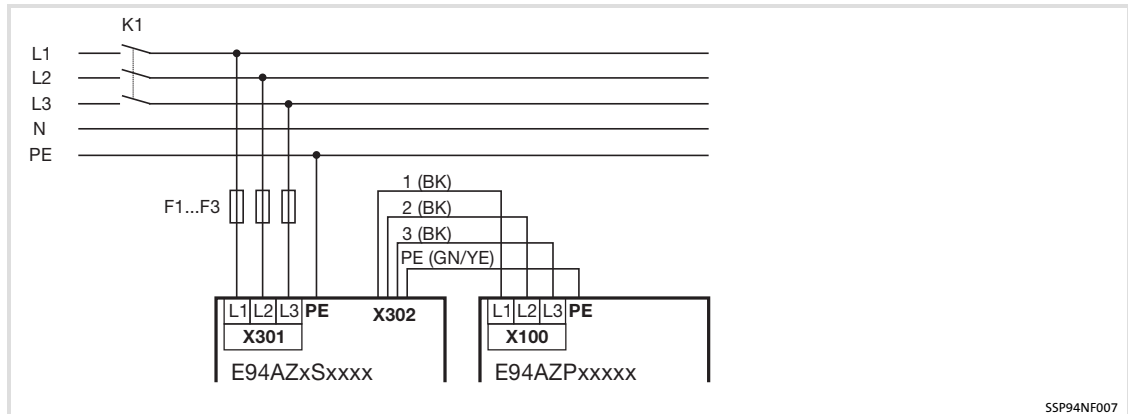 K1
L1
L2
L3
N
PE
F1...F3
1 (BK)
2 (BK)
3 (BK)
PE (GN/YE)
L1 L2 L3 PE
X301
X302
E94AZxSxxxx
L1 L2 L3 PE
X100
E94AZPxxxxx
SSP94NF007